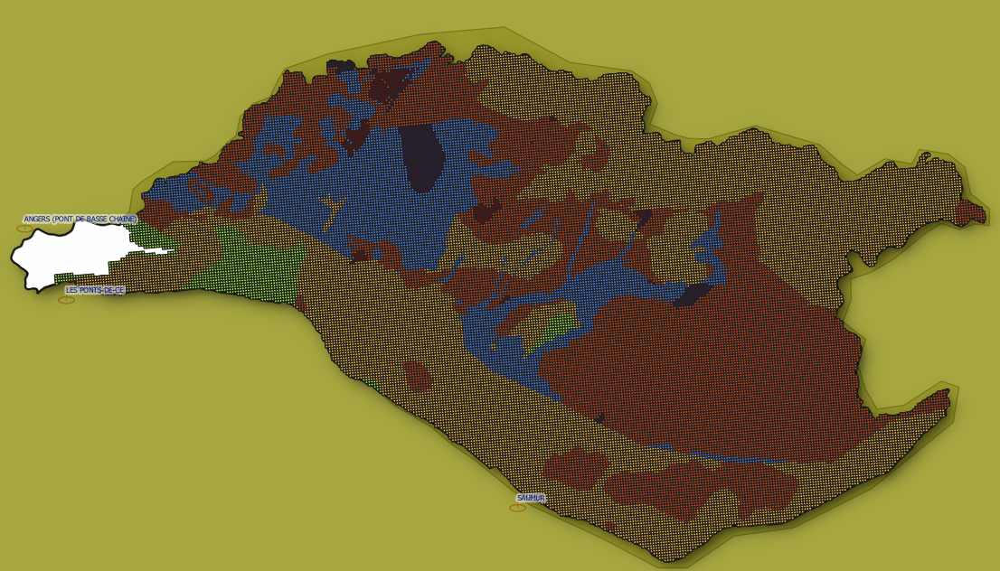 ANGERS (PONT DE BASSE CHAINE)
LES PONTS-DE-CE
SAUMUR